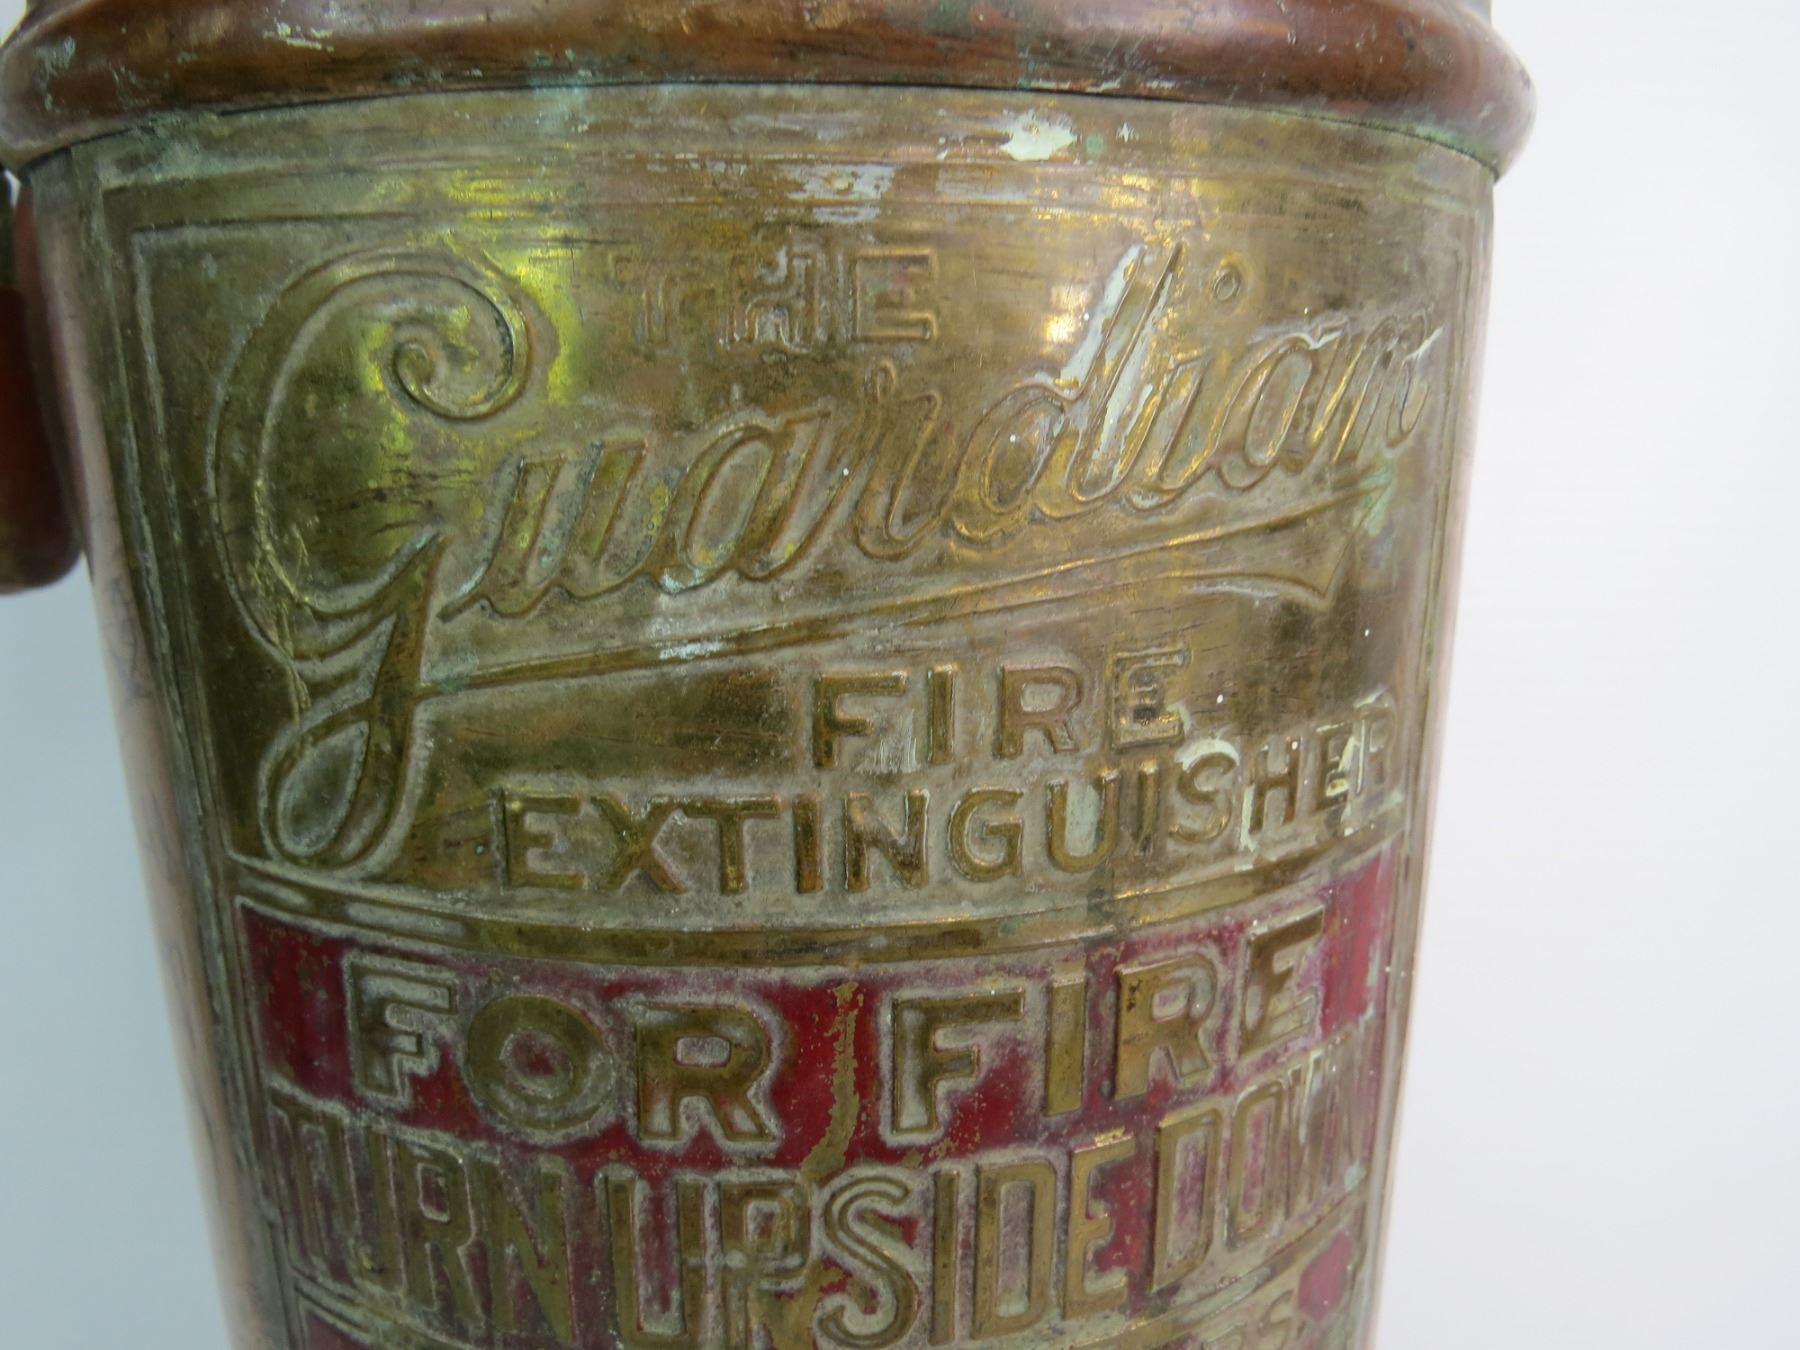 THE
Guardian
FIRE
EXTINGUISHER
FOR FIRE
TURN UPSIDE DOWN